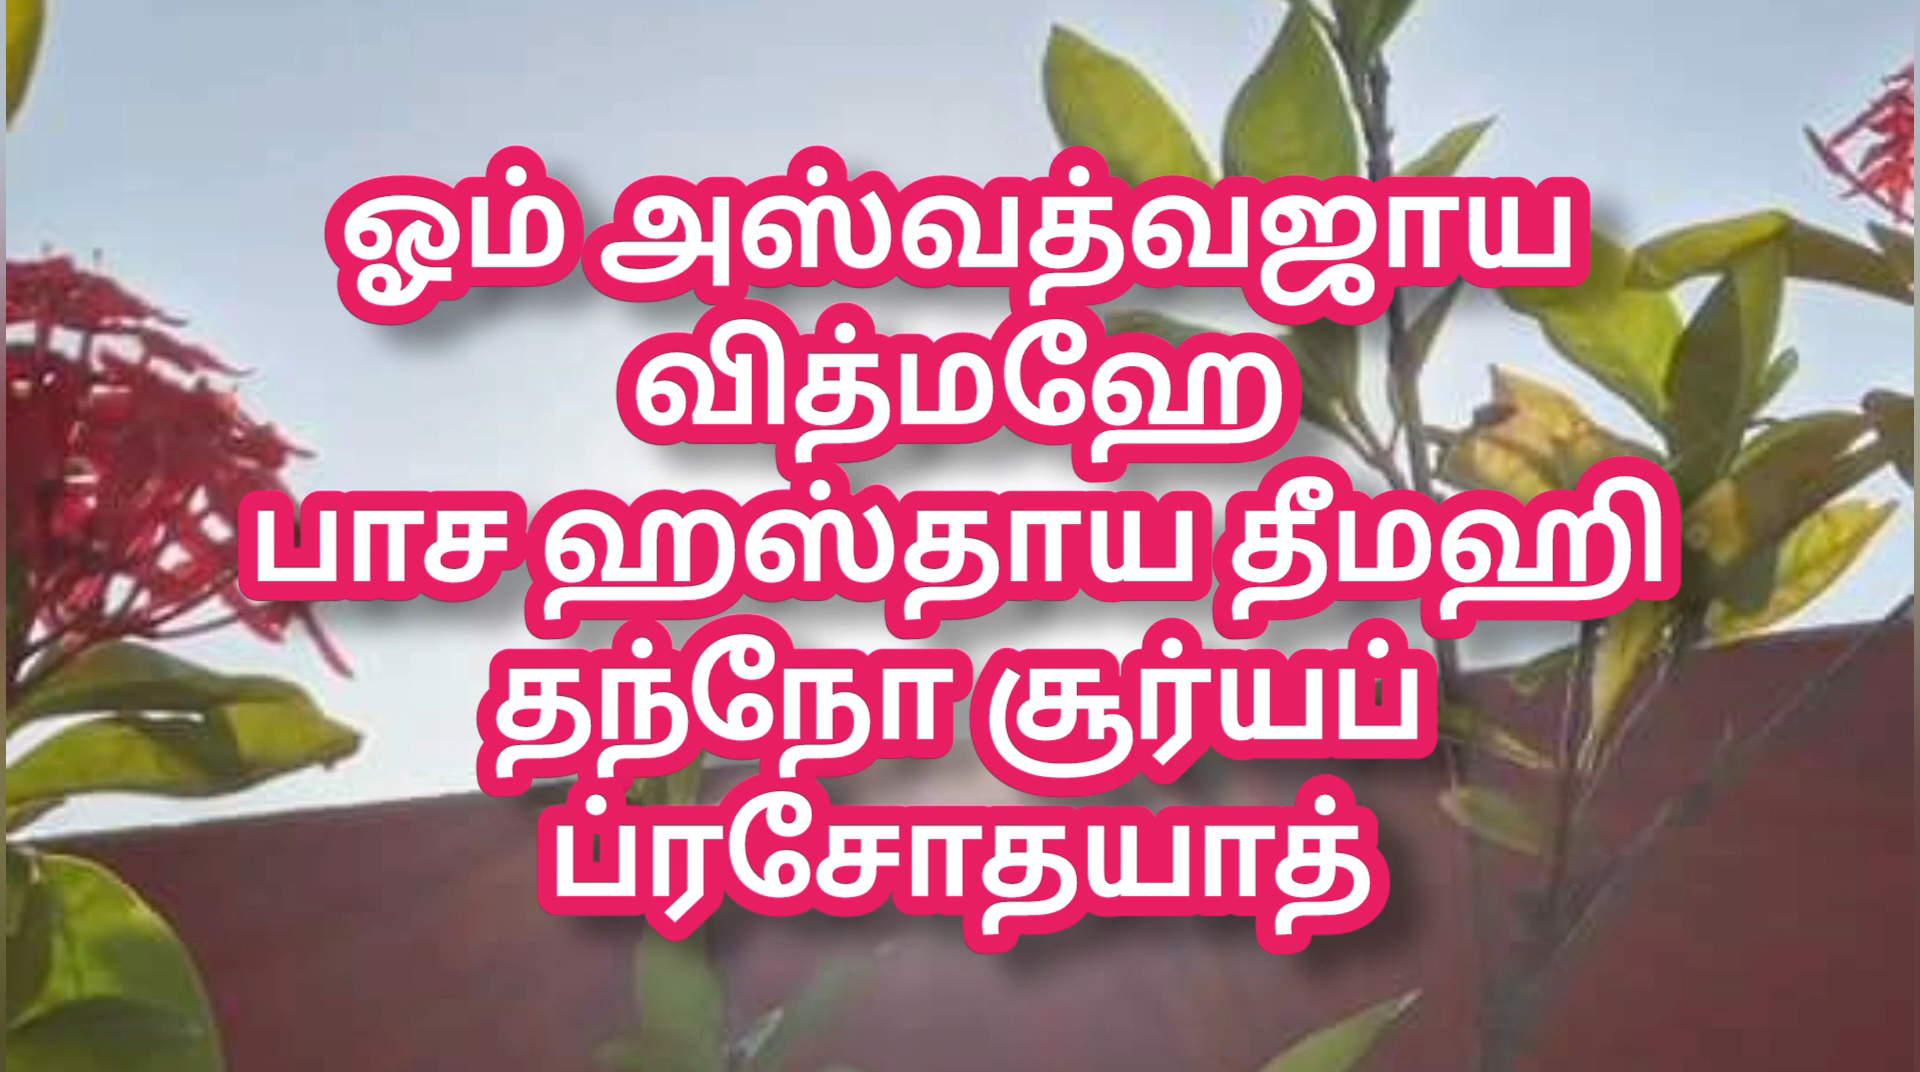 ஓம் அஸ்வத்வஜாய
வித்மஹே
பாச ஹஸ்தாய தீமஹி
தந்நோ சூர்யப்
ப்ரசோதயாத்